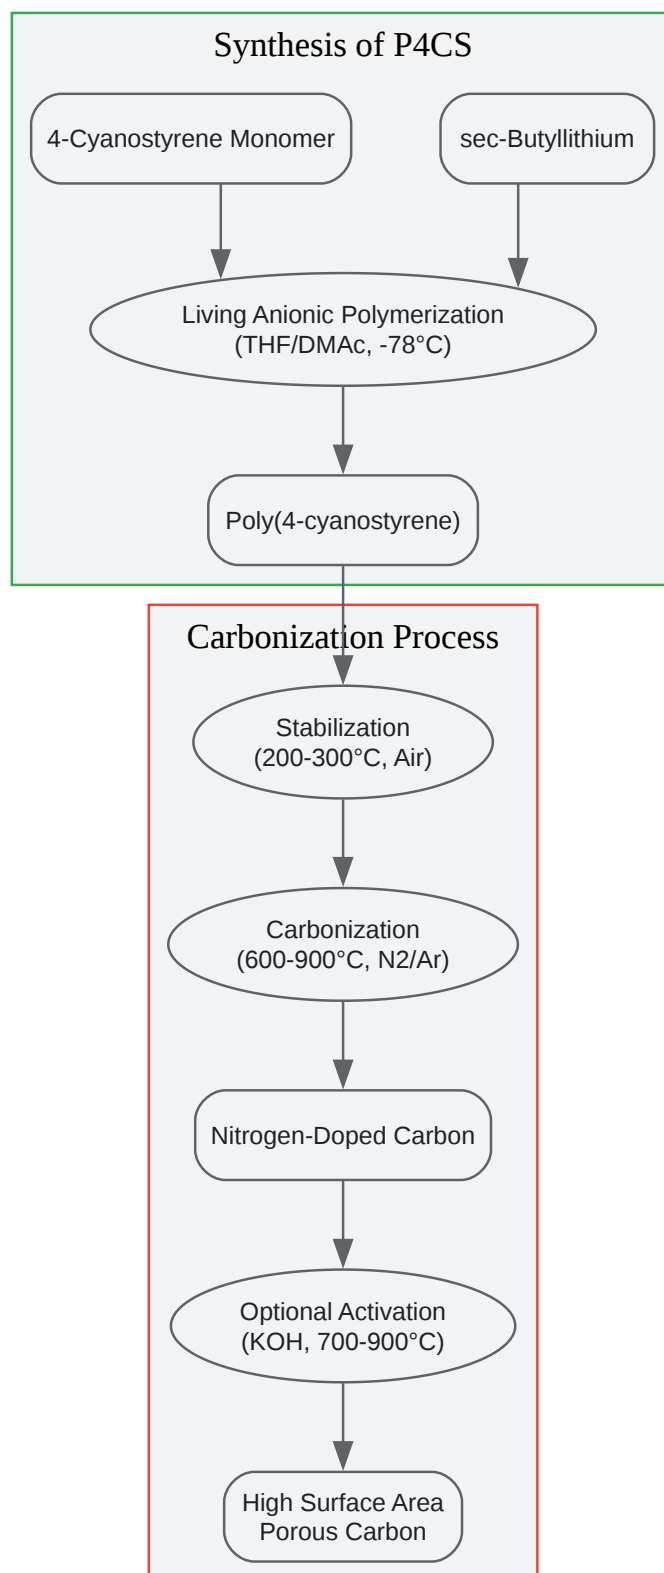 Synthesis of P4CS
4-Cyanostyrene Monomer
sec-Butyllithium
Living Anionic Polymerization
(THF/DMAc, -78°C)
Poly(4-cyanostyrene)
Carbonization Process
Stabilization
(200-300°C, Air)
Carbonization
(600-900°C, N2/Ar)
Nitrogen-Doped Carbon
Optional Activation
(KOH, 700-900°C)
High Surface Area
Porous Carbon